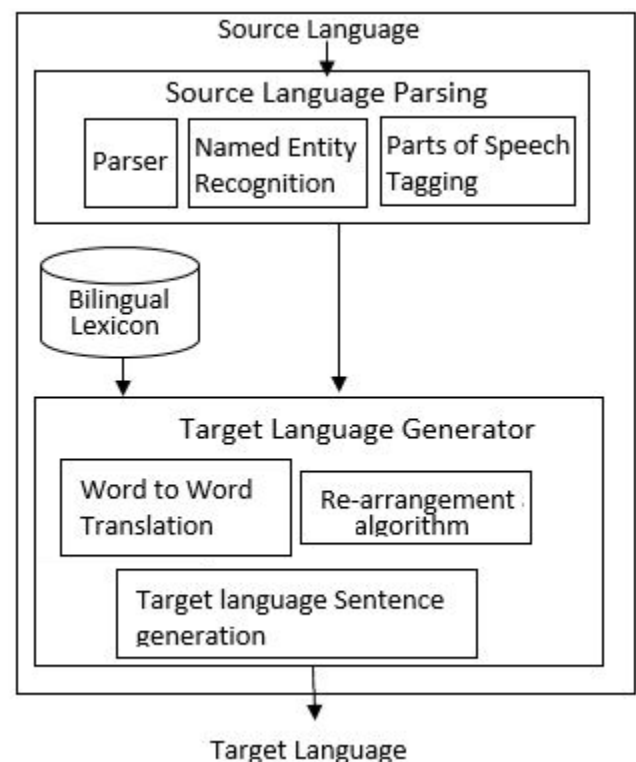 Source Language
Source Language Parsing
Parser
Named Entity
Recognition
Parts of Speech
Tagging
Bilingual
Lexicon
Target Language Generator
Word to Word
Translation
Re-arrangement
algorithm
Target language Sentence
generation
Target Language